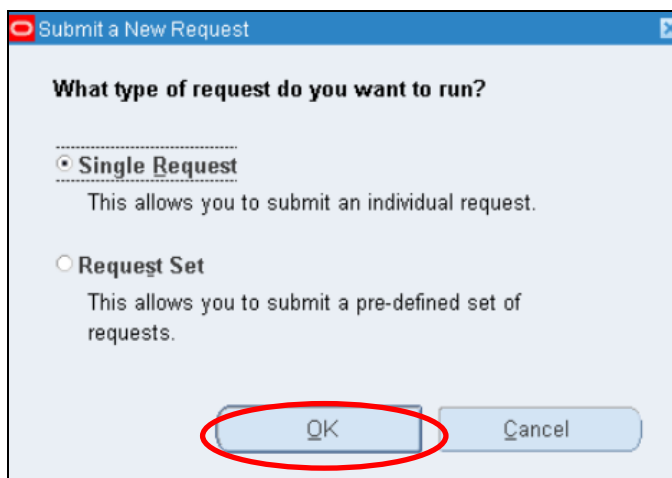 Submit a New Request
What type of request do you want to run?
Single Request
This allows you to submit an individual request.
Request Set
This allows you to submit a pre-defined set of
requests.
OK
Cancel